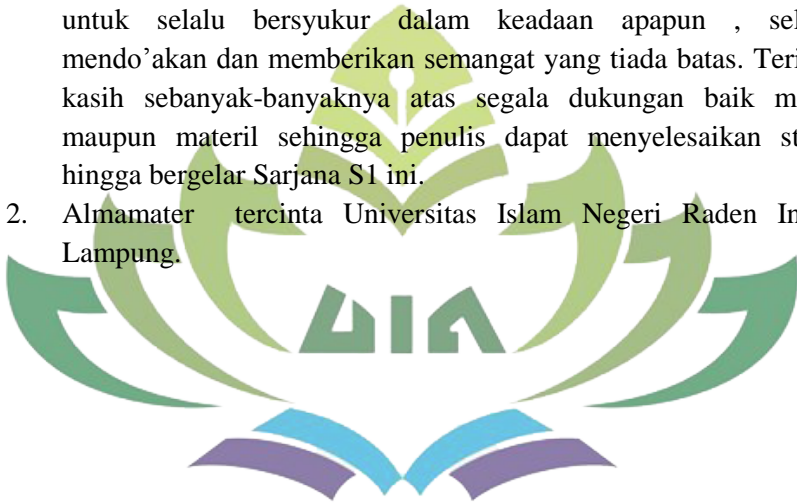 untuk selalu bersyukur dalam keadaan apapun , sel
mendo’akan dan memberikan semangat yang tiada batas. Teri
kasih sebanyak-banyaknya atas segala dukungan baik m
maupun materil sehingga penulis dapat menyelesaikan st
hingga bergelar Sarjana S1 ini.
2. Almamater tercinta Universitas Islam Negeri Raden In
Lampung.
UIN